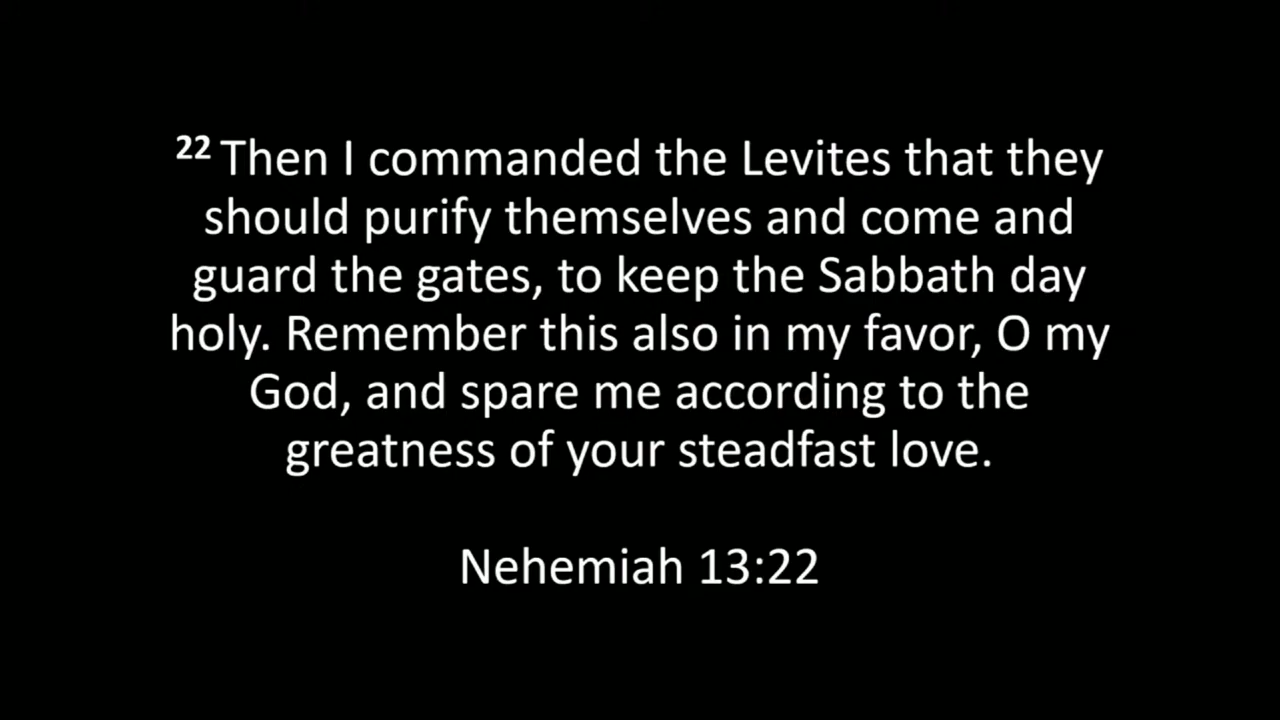 22 Then I commanded the Levites that they
should purify themselves and come and
guard the gates, to keep the Sabbath day
holy. Remember this also in my favor, O my
God, and spare me according to the
greatness of your steadfast love.
Nehemiah 13:22